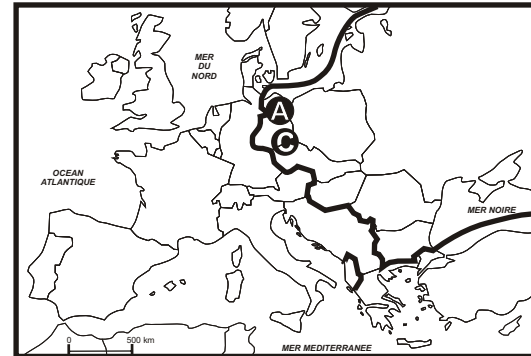 MER
DU
NORD
A
C
OCEAN
ATLANTIQUE
MER NOIRE
0 500 km
MER MEDITERRANEE